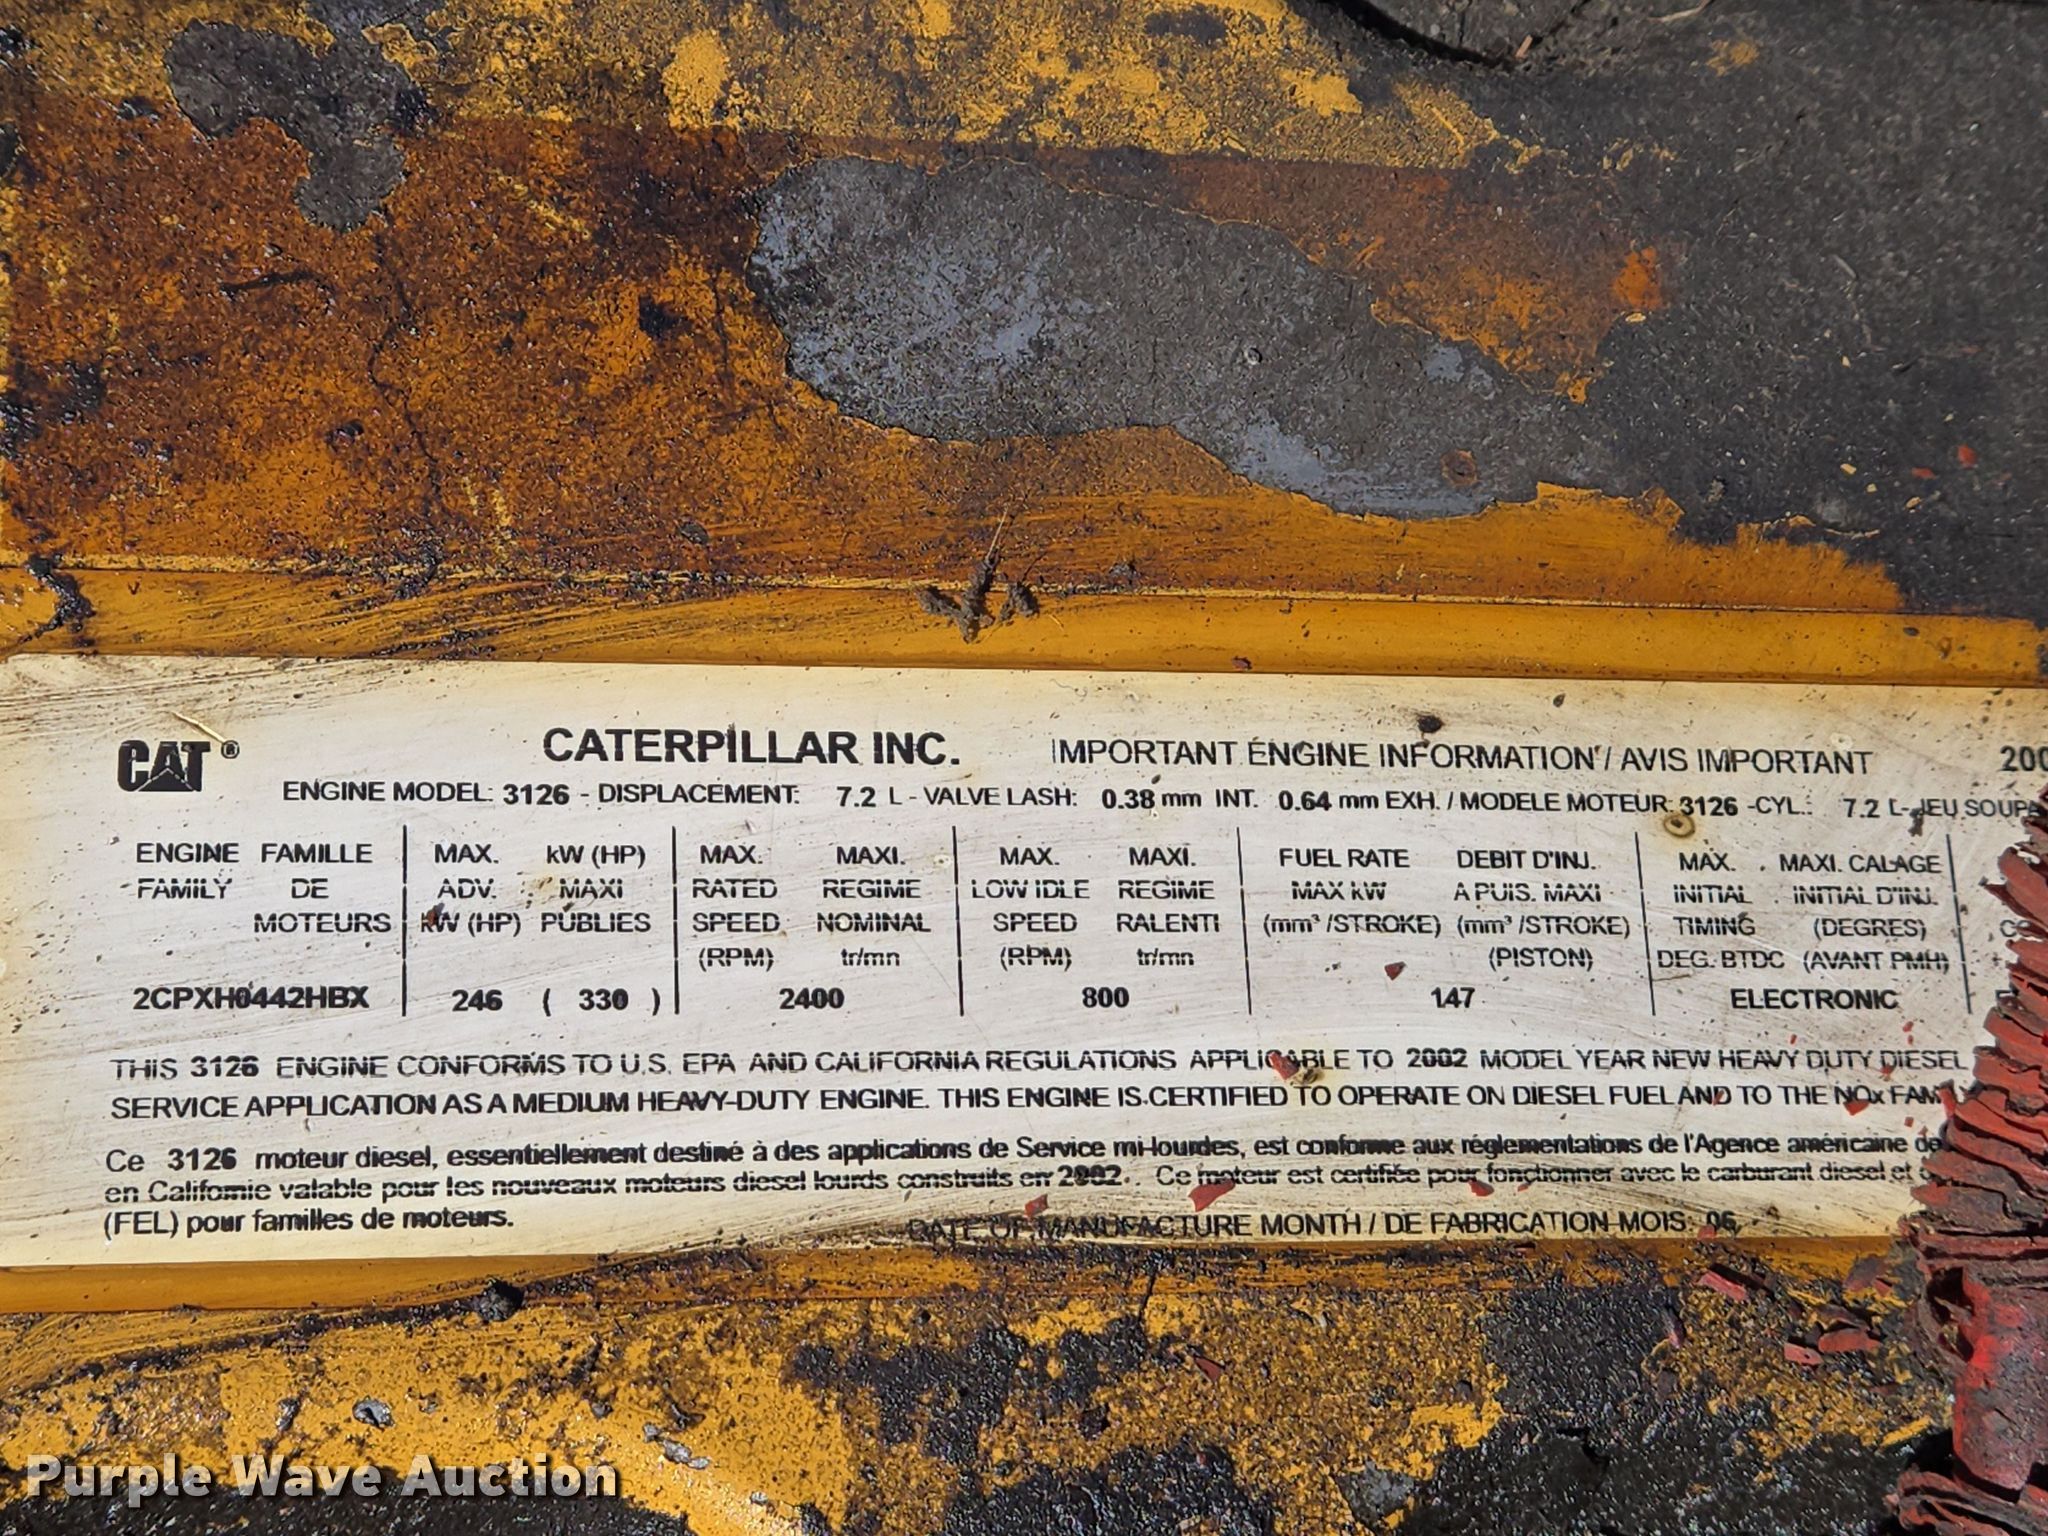 CAT® CATERPILLAR INC. IMPORTANT ENGINE INFORMATION / AVIS IMPORTANT 200
ENGINE MODEL: 3126 - DISPLACEMENT: 7.2 L - VALVE LASH: 0.38 mm INT. 0.64 mm EXH. / MODELE MOTEUR: 3126 -CYL.: 7.2 L- JEU SOUPA
ENGINE FAMILLE MAX. kW (HP) MAX. MAXI. MAX. MAXI. FUEL RATE DEBIT D'INJ. MAX. MAXI. CALAGE
FAMILY DE ADV. MAXI RATED REGIME LOW IDLE REGIME MAX kW A PUIS. MAXI INITIAL INITIAL D'INJ.
MOTEURS kW (HP) PUBLIES SPEED NOMINAL SPEED RALENTI (mm³ /STROKE) (mm³ /STROKE) TIMING (DEGRES)
(RPM) tr/mn (RPM) tr/mn (PISTON) DEG. BTDC (AVANT PMH)
2CPXH0442HBX 246 ( 330 ) 2400 800 147 ELECTRONIC
THIS 3126 ENGINE CONFORMS TO U.S. EPA AND CALIFORNIA REGULATIONS APPLICABLE TO 2002 MODEL YEAR NEW HEAVY DUTY DIESEL
SERVICE APPLICATION AS A MEDIUM HEAVY-DUTY ENGINE. THIS ENGINE IS CERTIFIED TO OPERATE ON DIESEL FUEL AND TO THE NOx
Ce 3126 moteur diesel, essentiellement destiné à des applications de Service mi-lourdes, est conforme aux réglementations de l'Agence américaine
en Californie valable pour les nouveaux moteurs diesel lourds construits en 2002. Ce moteur est certifiée pour fonctionner avec le carburant diesel et
(FEL) pour familles de moteurs.
DATE OF MANUFACTURE MONTH / DE FABRICATION MOIS: 06
Purple Wave Auction